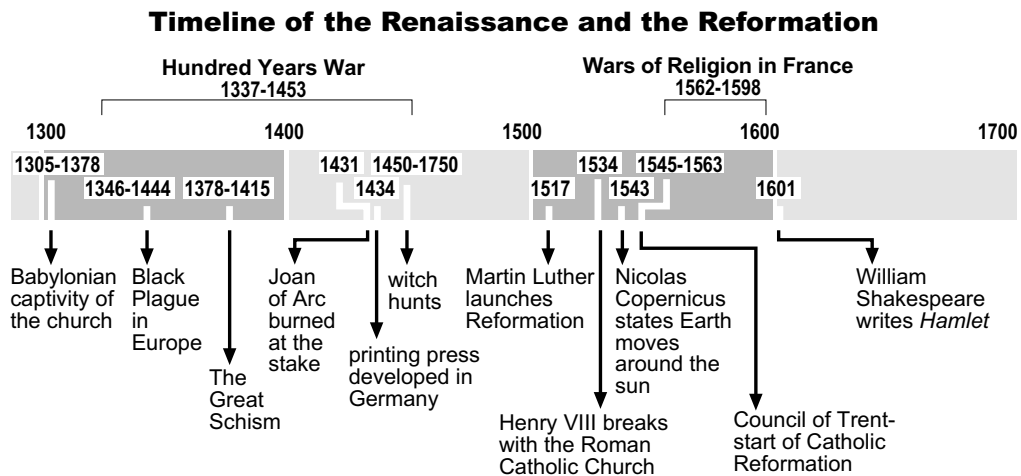 Timeline of the Renaissance and the Reformation
Hundred Years War
1337-1453
Wars of Religion in France
1562-1598
1300
1400
1500
1600
1700
1305-1378
1431
1450-1750
1534
1545-1563
1346-1444
1378-1415
1434
1517
1543
1601
Babylonian
captivity of
the church
Black
Plague
in
Europe
The
Great
Schism
Joan
of Arc
burned
at the
stake
printing press
developed in
Germany
witch
hunts
Martin Luther
launches
Reformation
Henry VIII breaks
with the Roman
Catholic Church
Nicolas
Copernicus
states Earth
moves
around the
sun
Council of Trent-
start of Catholic
Reformation
William
Shakespeare
writes Hamlet